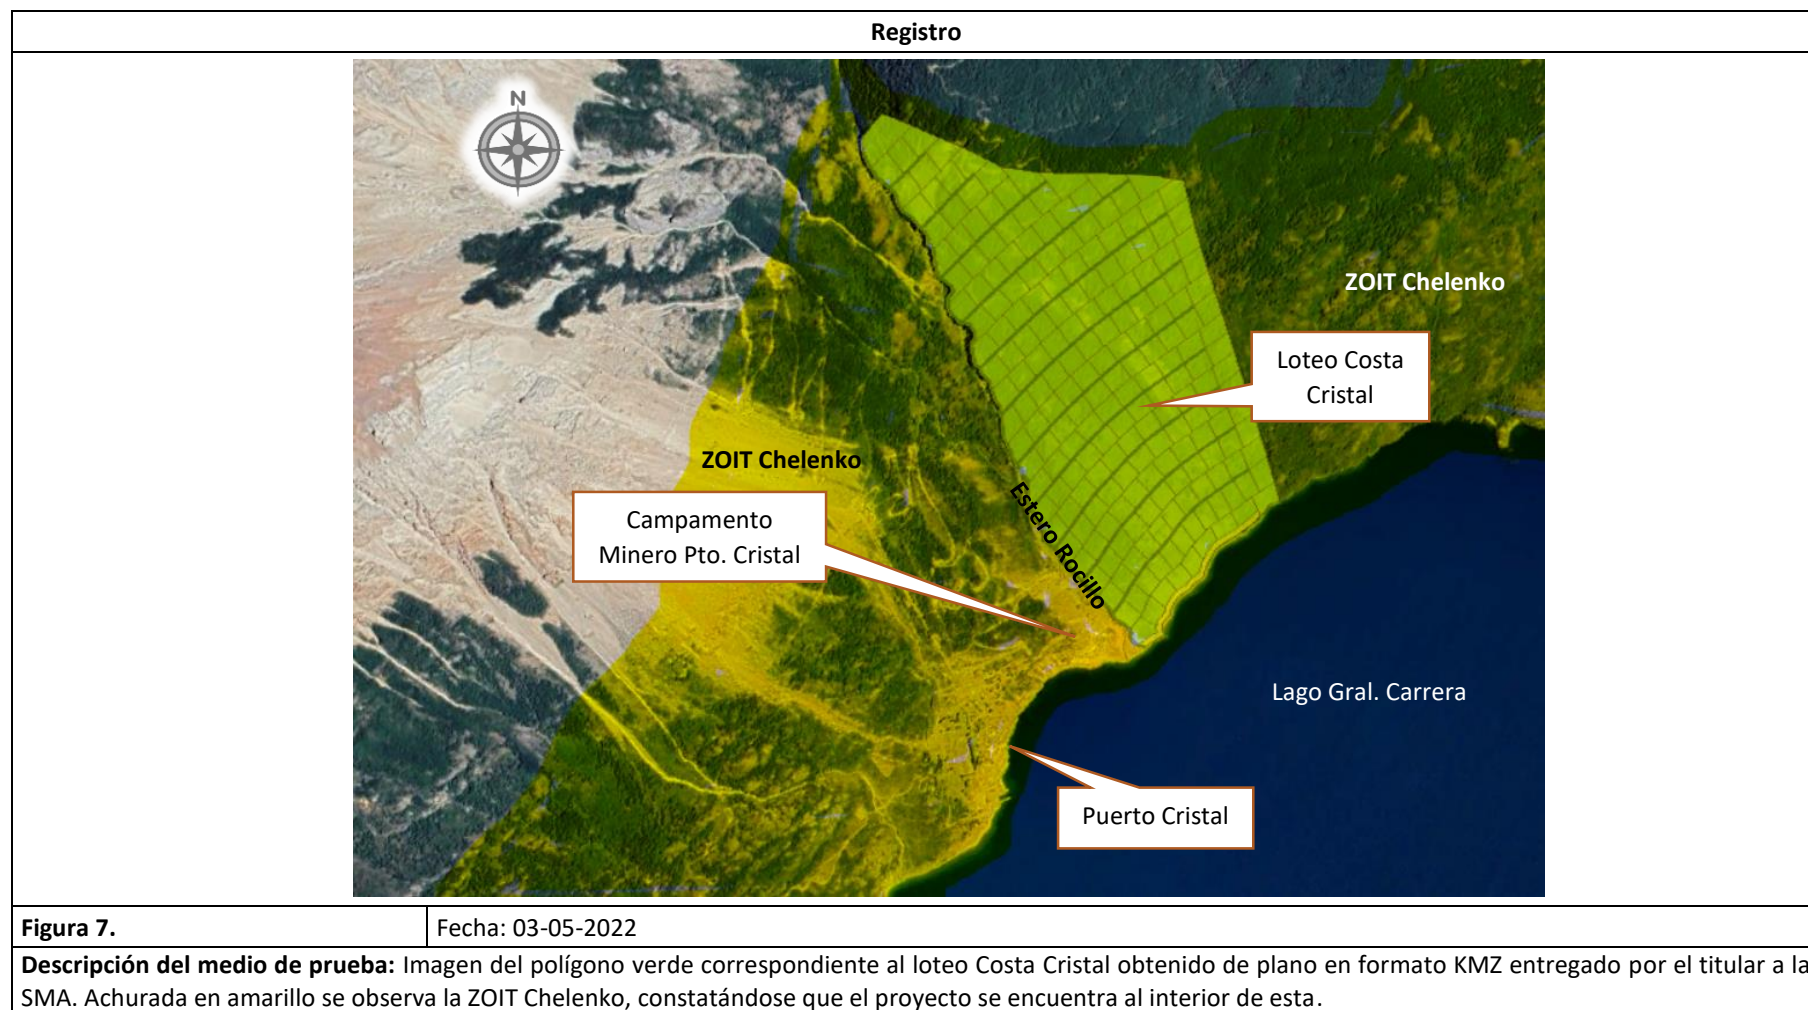 Registro
N
ZOIT Chelenko
Loteo Costa
Cristal
ZOIT Chelenko
Campamento
Minero Pto. Cristal
Estero Rocillo
Lago Gral. Carrera
Puerto Cristal
Figura 7.
Fecha: 03-05-2022
Descripción del medio de prueba: Imagen del polígono verde correspondiente al loteo Costa Cristal obtenido de plano en formato KMZ entregado por el titular a la
SMA. Achurada en amarillo se observa la ZOIT Chelenko, constatándose que el proyecto se encuentra al interior de esta.